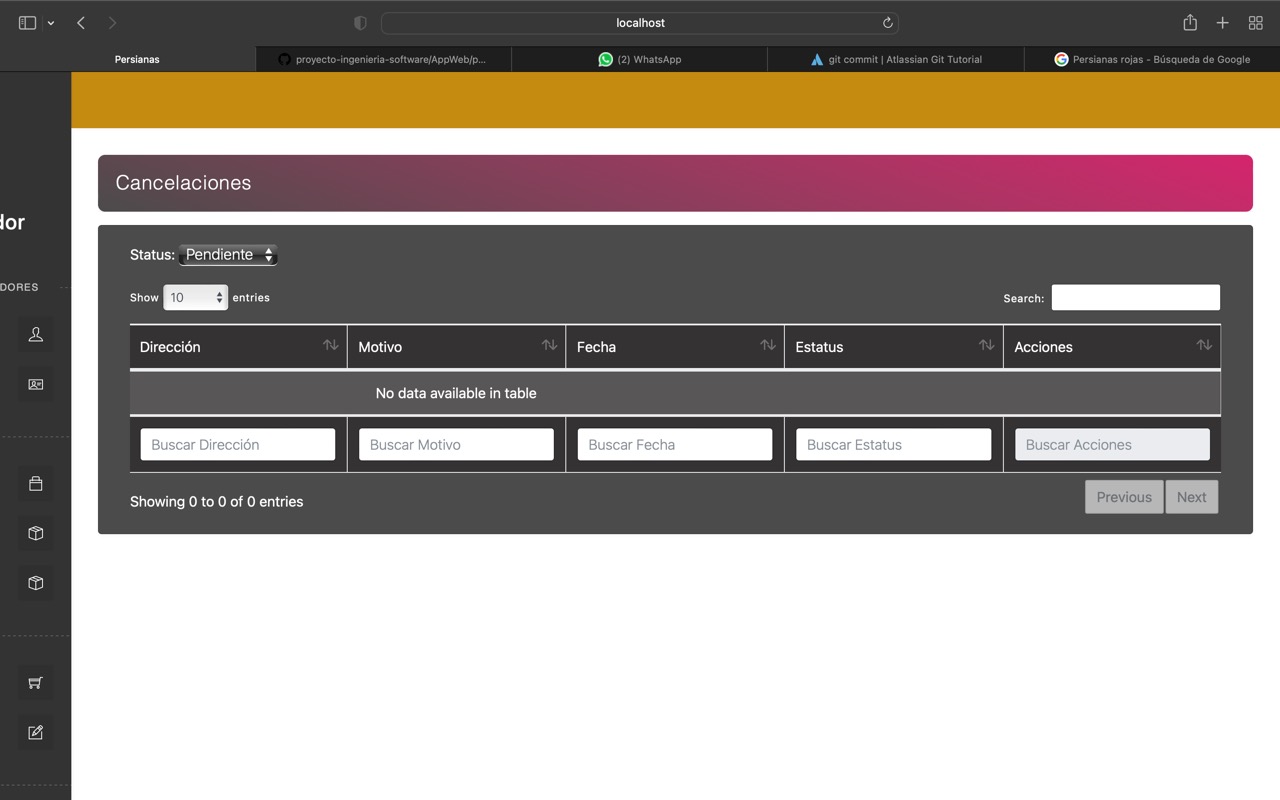 localhost
Persianas
proyecto-ingenieria-software/AppWeb/p...
(2) WhatsApp
git commit | Atlassian Git Tutorial
Persianas rojas - Búsqueda de Google
dor
DORES
Cancelaciones
Status: Pendiente
Show 10 entries
Search:
Dirección Motivo Fecha Estatus Acciones
No data available in table
Buscar Dirección Buscar Motivo Buscar Fecha Buscar Estatus Buscar Acciones
Showing 0 to 0 of 0 entries
Previous Next